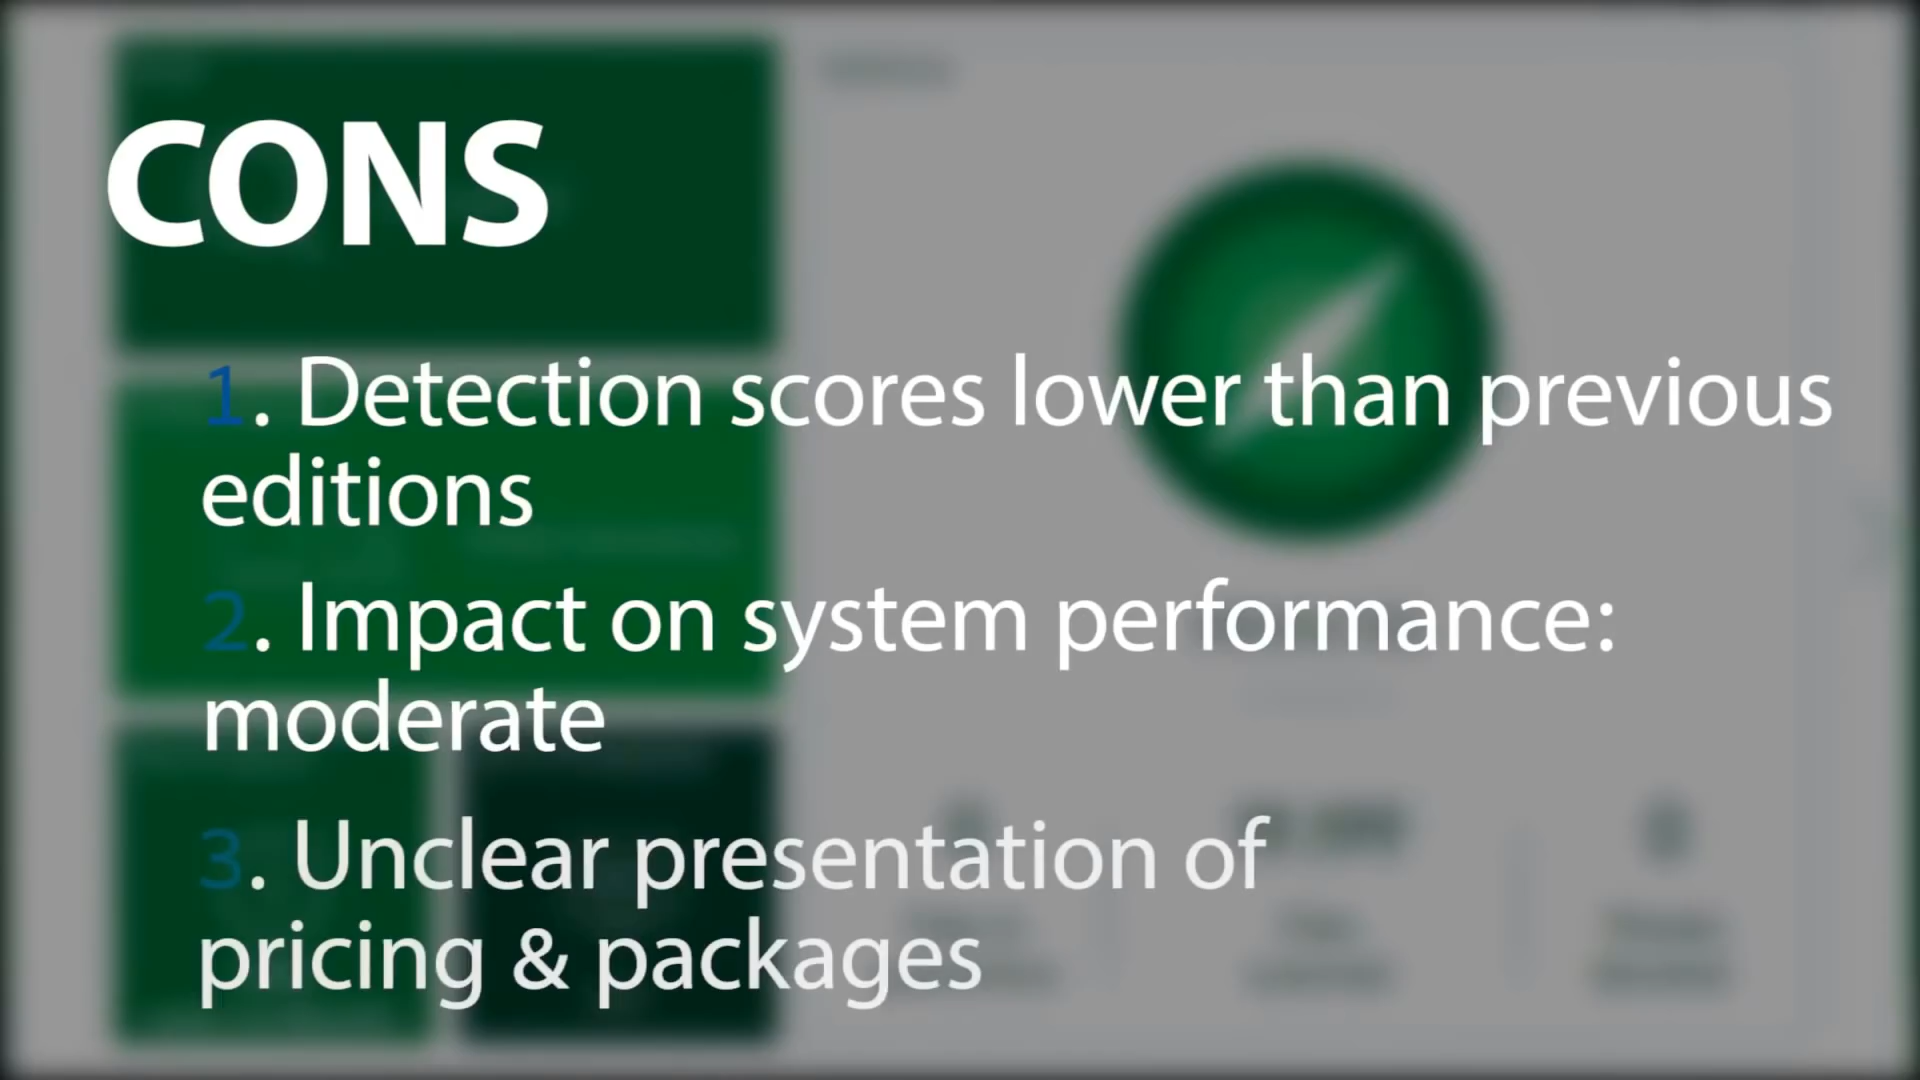 CONS
1. Detection scores lower than previous
editions
2. Impact on system performance:
moderate
3. Unclear presentation of
pricing & packages